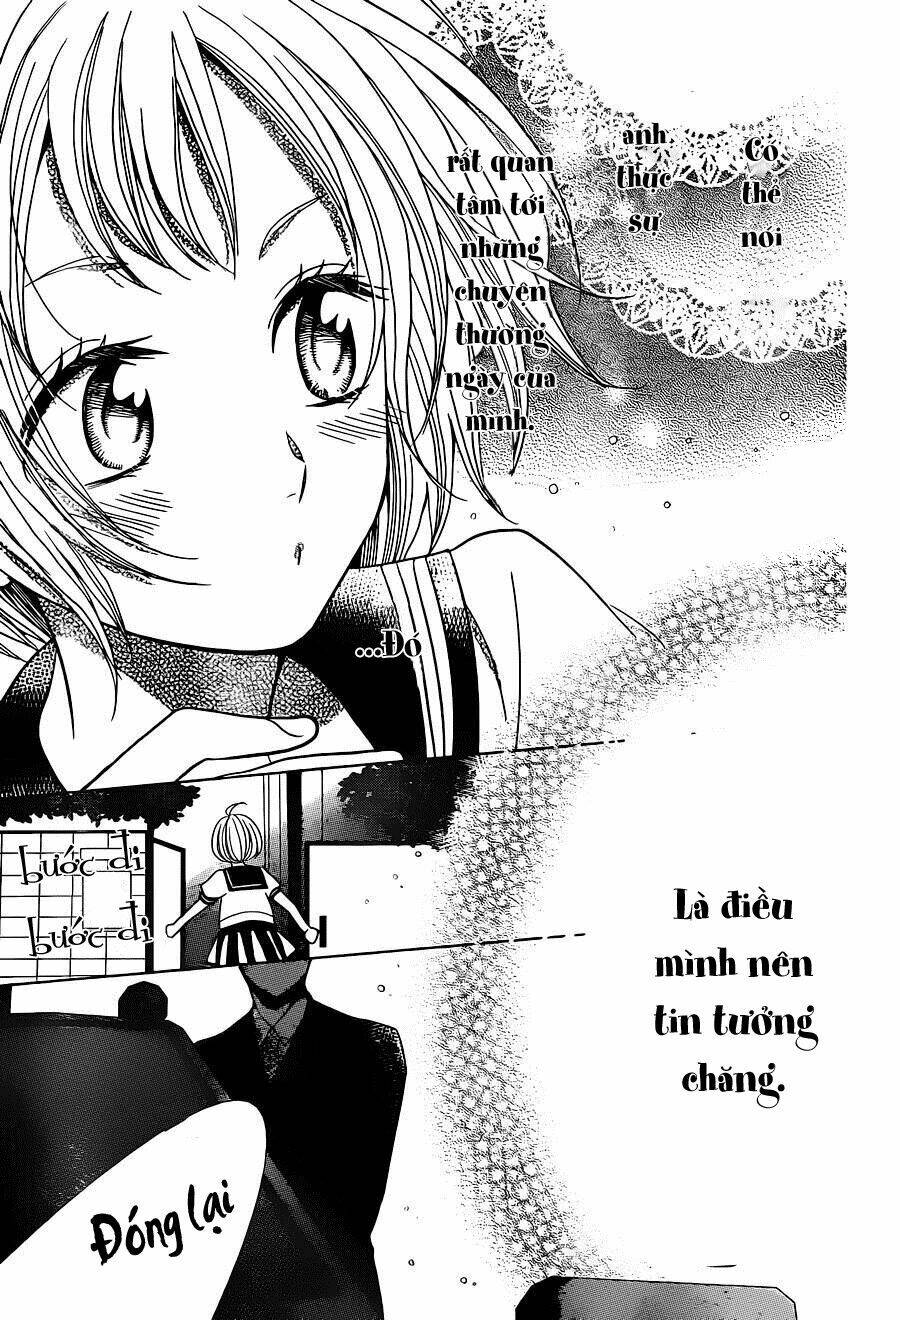 Có
thể
nói
anh
thực
sự
rất quan
tâm tới
những
chuyện
thường
ngày của
mình.
...Đó
bước đi
bước đi
Là điều
mình nên
tin tưởng
chăng.
Đóng lại